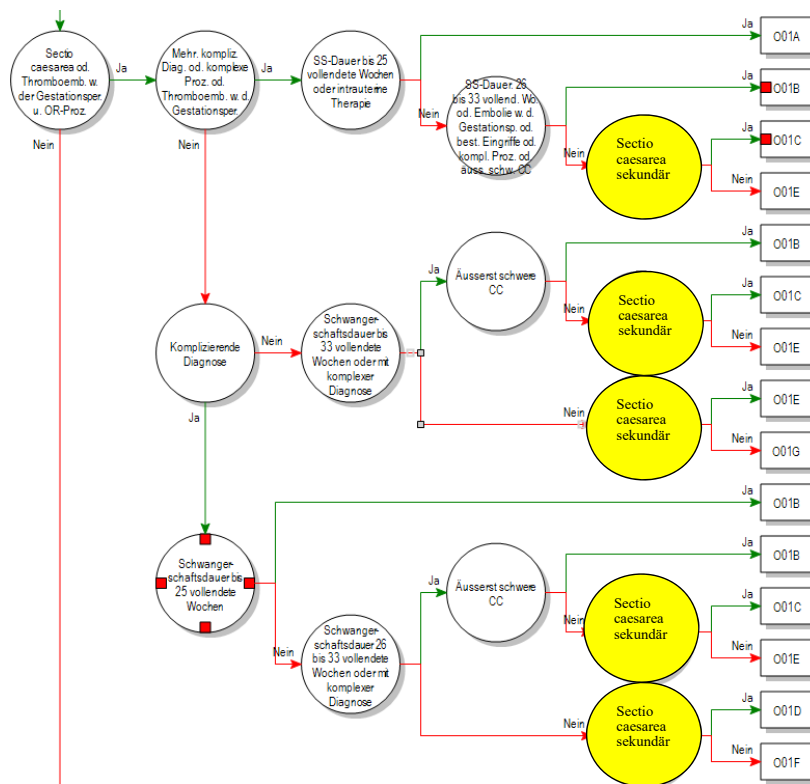 Sectio
caesarea od.
Thromboemb. w.
der Gestationsper.
u. OR-Proz.
Ja
Nein
Mehr. kompliz.
Diag. od. komplexe
Proz. od.
Thromboemb. w. d.
Gestationsper.
Ja
Nein
SS-Dauer bis 25
vollendete Wochen
oder intrauterine
Therapie
Ja
O01A
Nein
SS-Dauer. 26
bis 33 vollend. Wo.
od. Embolie w. d.
Gestationsp. od.
best. Eingriffe od.
kompl. Proz. od.
auss. schw. CC
Ja
O01B
Nein
Sectio
caesarea
sekundär
Ja
O01C
Nein
O01E
Komplizierende
Diagnose
Nein
Ja
Schwanger-
schaftsdauer bis
33 vollendete
Wochen oder mit
komplexer
Diagnose
Ja
Äusserst schwere
CC
Ja
O01B
Nein
Sectio
caesarea
sekundär
Ja
O01C
Nein
O01E
Nein
Sectio
caesarea
sekundär
Ja
O01E
Nein
O01G
Schwanger-
schaftsdauer bis
25 vollendete
Wochen
Ja
O01B
Nein
Schwanger-
schaftsdauer 26
bis 33 vollendete
Wochen oder mit
komplexer
Diagnose
Ja
Äusserst schwere
CC
Ja
O01B
Nein
Sectio
caesarea
sekundär
Ja
O01C
Nein
O01E
Nein
Sectio
caesarea
sekundär
Ja
O01D
Nein
O01F